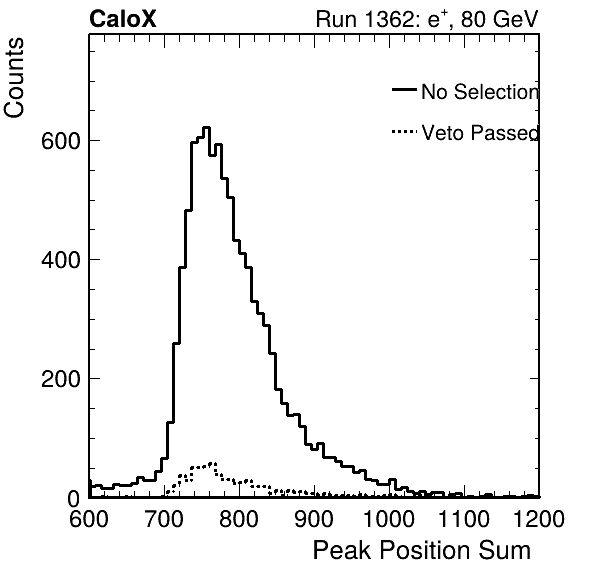 CaloX Run 1362: e⁺, 80 GeV
Counts
No Selection
Veto Passed
600
400
200
0
600 700 800 900 1000 1100 1200
Peak Position Sum